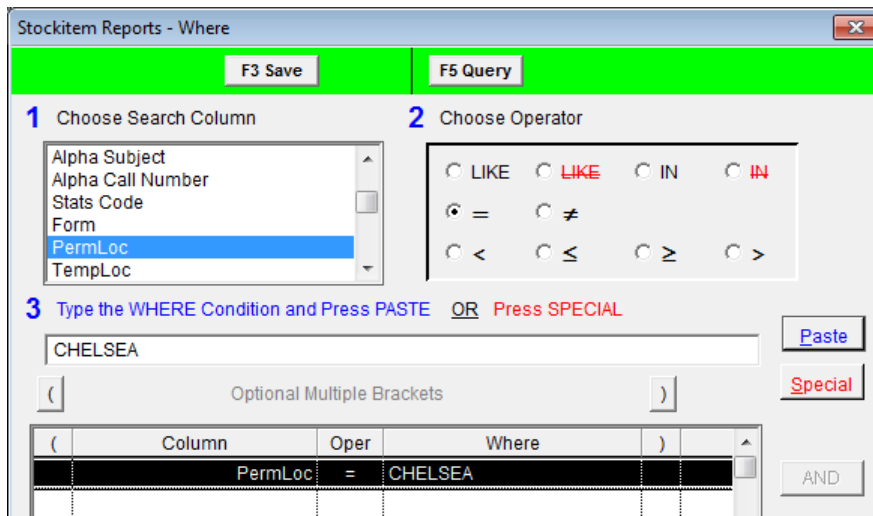 Stockitem Reports - Where
F3 Save F5 Query
1 Choose Search Column
Alpha Subject
Alpha Call Number
Stats Code
Form
PermLoc
TempLoc
2 Choose Operator
LIKE LIKE IN IN
= ≠
< ≤ ≥ >
3 Type the WHERE Condition and Press PASTE OR Press SPECIAL
CHELSEA
Paste
Special
( Optional Multiple Brackets )
( Column Oper Where )
PermLoc = CHELSEA
AND